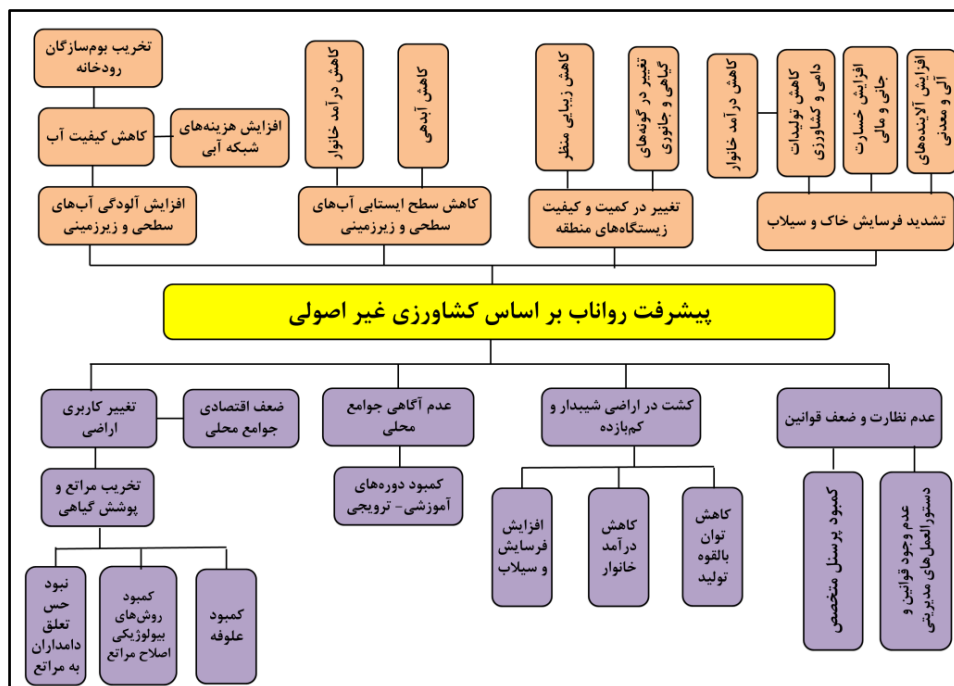 تخریب بوم‌سازگان
رودخانه
کاهش کیفیت آب
افزایش هزینه‌های
شبکه آبی
افزایش آلودگی آب‌های
سطحی و زیرزمینی
کاهش درآمد خانوار
کاهش آبدهی
کاهش سطح ایستابی آب‌های
سطحی و زیرزمینی
کاهش زیبایی منظر
تغییر در گونه‌های
گیاهی و جانوری
تغییر در کمیت و کیفیت
زیستگاه‌های منطقه
کاهش درآمد خانوار
کاهش تولیدات
دامی و کشاورزی
افزایش خسارت
جانی و مالی
افزایش آلاینده‌های
آلی و معدنی
تشدید فرسایش خاک و سیلاب
پیشرفت رواناب بر اساس کشاورزی غیر اصولی
تغییر کاربری
اراضی
ضعف اقتصادی
جوامع محلی
تخریب مراتع و
پوشش گیاهی
نبود
حس
تعلق
دامداران
به مراتع
کمبود
روش‌های
بیولوژیکی
اصلاح مراتع
کمبود
علوفه
عدم آگاهی جوامع
محلی
کمبود دوره‌های
آموزشی- ترویجی
کشت در اراضی شیبدار و
کم‌بازده
افزایش
فرسایش
و سیلاب
کاهش
درآمد
خانوار
کاهش
توان
بالقوه
تولید
عدم نظارت و ضعف قوانین
کمبود پرسنل متخصص
عدم وجود قوانین و
دستورالعمل‌های مدیریتی